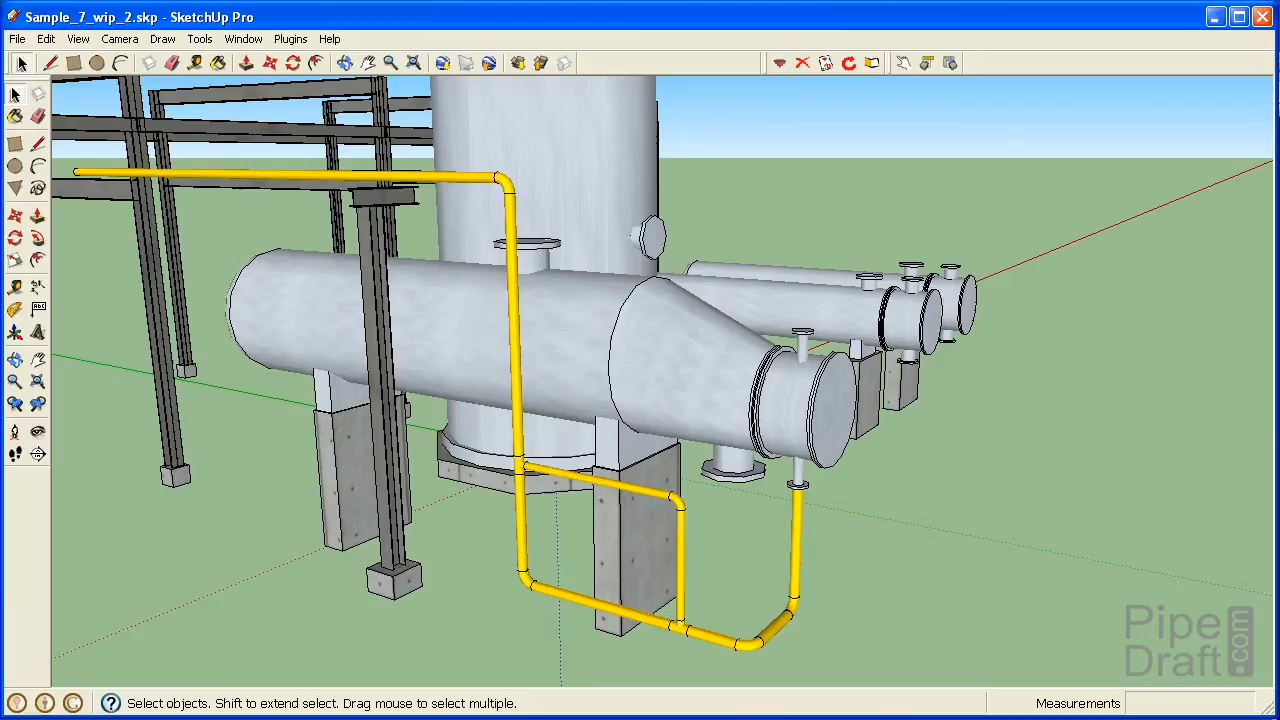 Sample_7_wip_2.skp - SketchUp Pro
File Edit View Camera Draw Tools Window Plugins Help
Pipe
Draft.com
Select objects. Shift to extend select. Drag mouse to select multiple.
Measurements